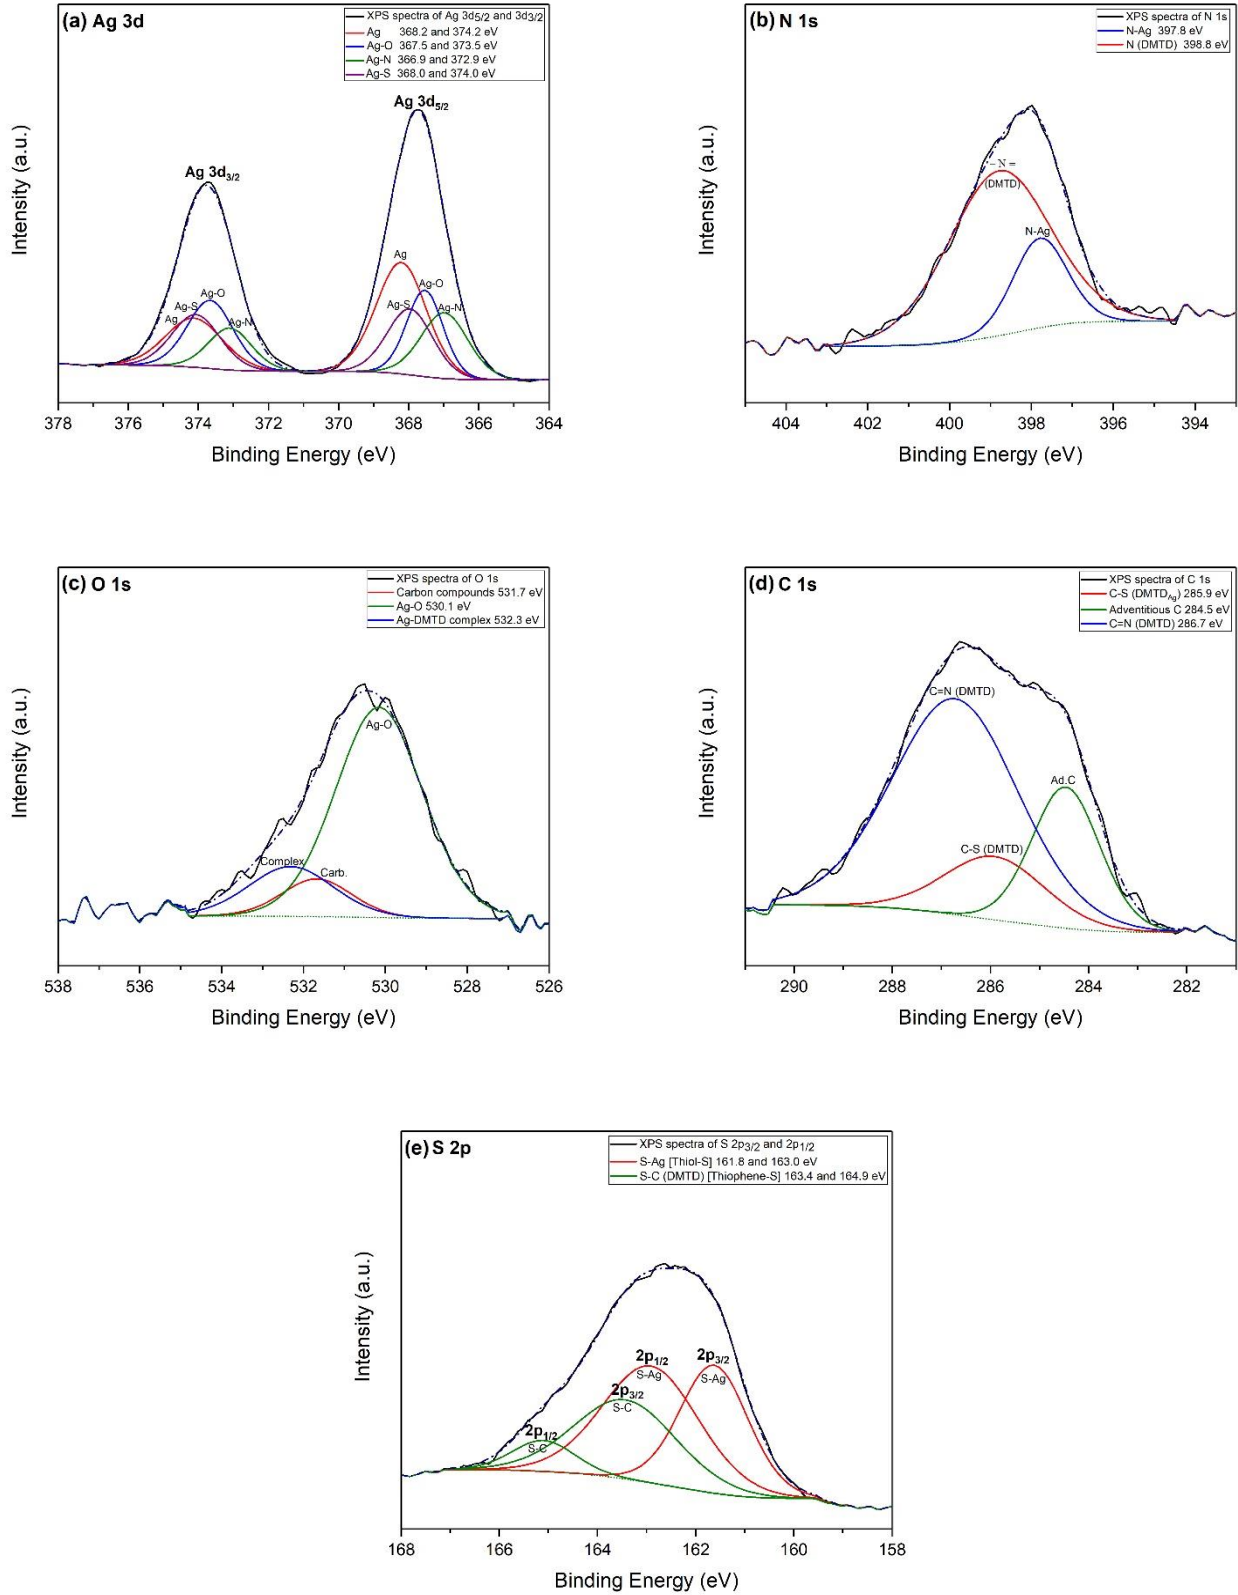 (a) Ag 3d
XPS spectra of Ag 3d5/2 and 3d3/2
Ag 368.2 and 374.2 eV
Ag-O 367.5 and 373.5 eV
Ag-N 366.9 and 372.9 eV
Ag-S 368.0 and 374.0 eV
Ag 3d5/2
Ag 3d3/2
Ag
Ag-O
Ag-S
Ag-N
Ag-O
Ag-S
Ag
Ag-N
Intensity (a.u.)
378 376 374 372 370 368 366 364
Binding Energy (eV)
(b) N 1s
XPS spectra of N 1s
N-Ag 397.8 eV
N (DMTD) 398.8 eV
– N =
(DMTD)
N-Ag
Intensity (a.u.)
404 402 400 398 396 394
Binding Energy (eV)
(c) O 1s
XPS spectra of O 1s
Carbon compounds 531.7 eV
Ag-O 530.1 eV
Ag-DMTD complex 532.3 eV
Ag-O
Complex
Carb.
Intensity (a.u.)
538 536 534 532 530 528 526
Binding Energy (eV)
(d) C 1s
XPS spectra of C 1s
C-S (DMTDAg) 285.9 eV
Adventitious C 284.5 eV
C=N (DMTD) 286.7 eV
C=N (DMTD)
Ad.C
C-S (DMTD)
Intensity (a.u.)
290 288 286 284 282
Binding Energy (eV)
(e) S 2p
XPS spectra of S 2p3/2 and 2p1/2
S-Ag [Thiol-S] 161.8 and 163.0 eV
S-C (DMTD) [Thiophene-S] 163.4 and 164.9 eV
2p1/2
S-Ag
2p3/2
S-Ag
2p3/2
S-C
2p1/2
S-C
Intensity (a.u.)
168 166 164 162 160 158
Binding Energy (eV)